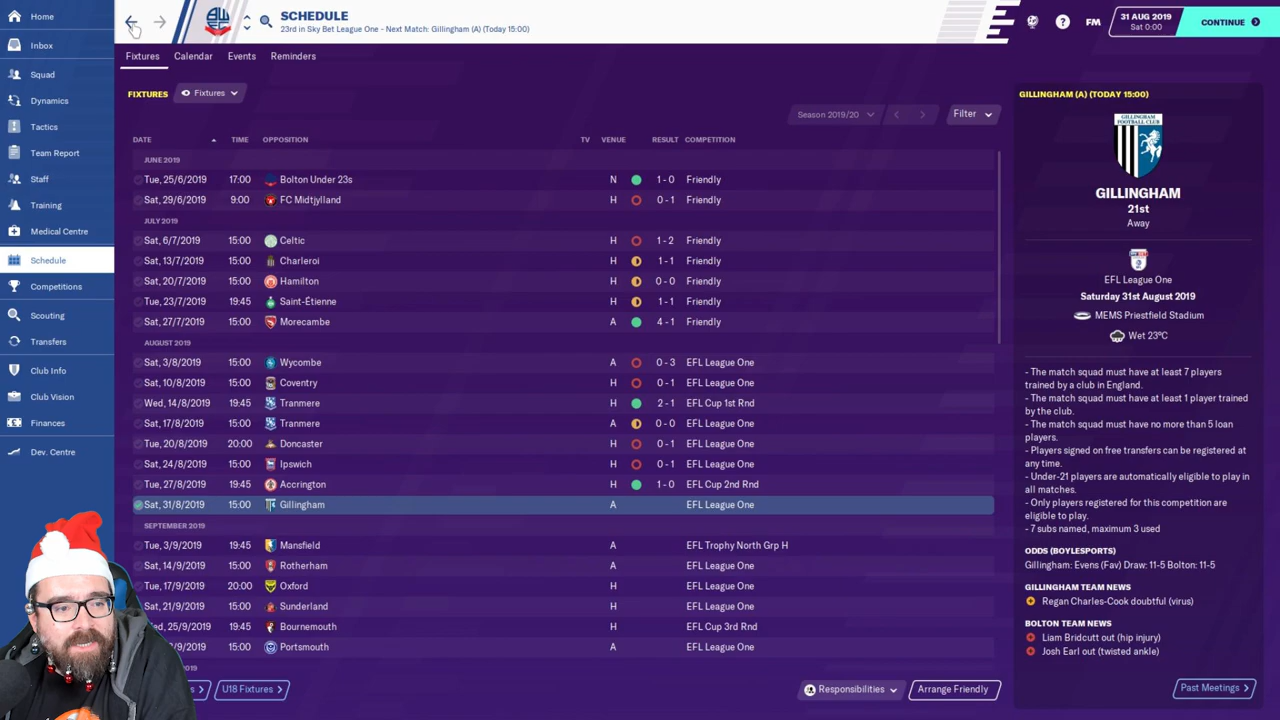 Home
Inbox
Squad
Dynamics
Tactics
Team Report
Staff
Training
Medical Centre
Schedule
Competitions
Scouting
Transfers
Club Info
Club Vision
Finances
Dev. Centre
SCHEDULE
23rd in Sky Bet League One - Next Match: Gillingham (A) (Today 15:00)
FM
31 AUG 2019
Sat 0:00
CONTINUE
Fixtures Calendar Events Reminders
FIXTURES Fixtures
Season 2019/20 Filter
DATE TIME OPPOSITION TV VENUE RESULT COMPETITION
JUNE 2019
Tue, 25/6/2019 17:00 Bolton Under 23s N 1 - 0 Friendly
Sat, 29/6/2019 9:00 FC Midtjylland H 0 - 1 Friendly
JULY 2019
Sat, 6/7/2019 15:00 Celtic H 1 - 2 Friendly
Sat, 13/7/2019 15:00 Charleroi H 1 - 1 Friendly
Sat, 20/7/2019 15:00 Hamilton H 0 - 0 Friendly
Tue, 23/7/2019 19:45 Saint-Étienne H 1 - 1 Friendly
Sat, 27/7/2019 15:00 Morecambe A 4 - 1 Friendly
AUGUST 2019
Sat, 3/8/2019 15:00 Wycombe A 0 - 3 EFL League One
Sat, 10/8/2019 15:00 Coventry H 0 - 1 EFL League One
Wed, 14/8/2019 19:45 Tranmere H 2 - 1 EFL Cup 1st Rnd
Sat, 17/8/2019 15:00 Tranmere A 0 - 0 EFL League One
Tue, 20/8/2019 20:00 Doncaster H 0 - 1 EFL League One
Sat, 24/8/2019 15:00 Ipswich H 0 - 1 EFL League One
Tue, 27/8/2019 19:45 Accrington H 1 - 0 EFL Cup 2nd Rnd
Sat, 31/8/2019 15:00 Gillingham A EFL League One
SEPTEMBER 2019
Tue, 3/9/2019 19:45 Mansfield A EFL Trophy North Grp H
Sat, 14/9/2019 15:00 Rotherham A EFL League One
Tue, 17/9/2019 20:00 Oxford H EFL League One
Sat, 21/9/2019 15:00 Sunderland H EFL League One
ed, 25/9/2019 19:45 Bournemouth H EFL Cup 3rd Rnd
/9/2019 15:00 Portsmouth A EFL League One
2019
U18 Fixtures
Responsibilities
Arrange Friendly
GILLINGHAM (A) (TODAY 15:00)
GILLINGHAM
FOOTBALL CLUB
GILLINGHAM
21st
Away
EFL League One
Saturday 31st August 2019
MEMS Priestfield Stadium
Wet 23ºC
- The match squad must have at least 7 players
trained by a club in England.
- The match squad must have at least 1 player trained
by the club.
- The match squad must have no more than 5 loan
players.
- Players signed on free transfers can be registered at
any time.
- Under-21 players are automatically eligible to play in
all matches.
- Only players registered for this competition are
eligible to play.
- 7 subs named, maximum 3 used
ODDS (BOYLESPORTS)
Gillingham: Evens (Fav) Draw: 11-5 Bolton: 11-5
GILLINGHAM TEAM NEWS
Regan Charles-Cook doubtful (virus)
BOLTON TEAM NEWS
Liam Bridcutt out (hip injury)
Josh Earl out (twisted ankle)
Past Meetings